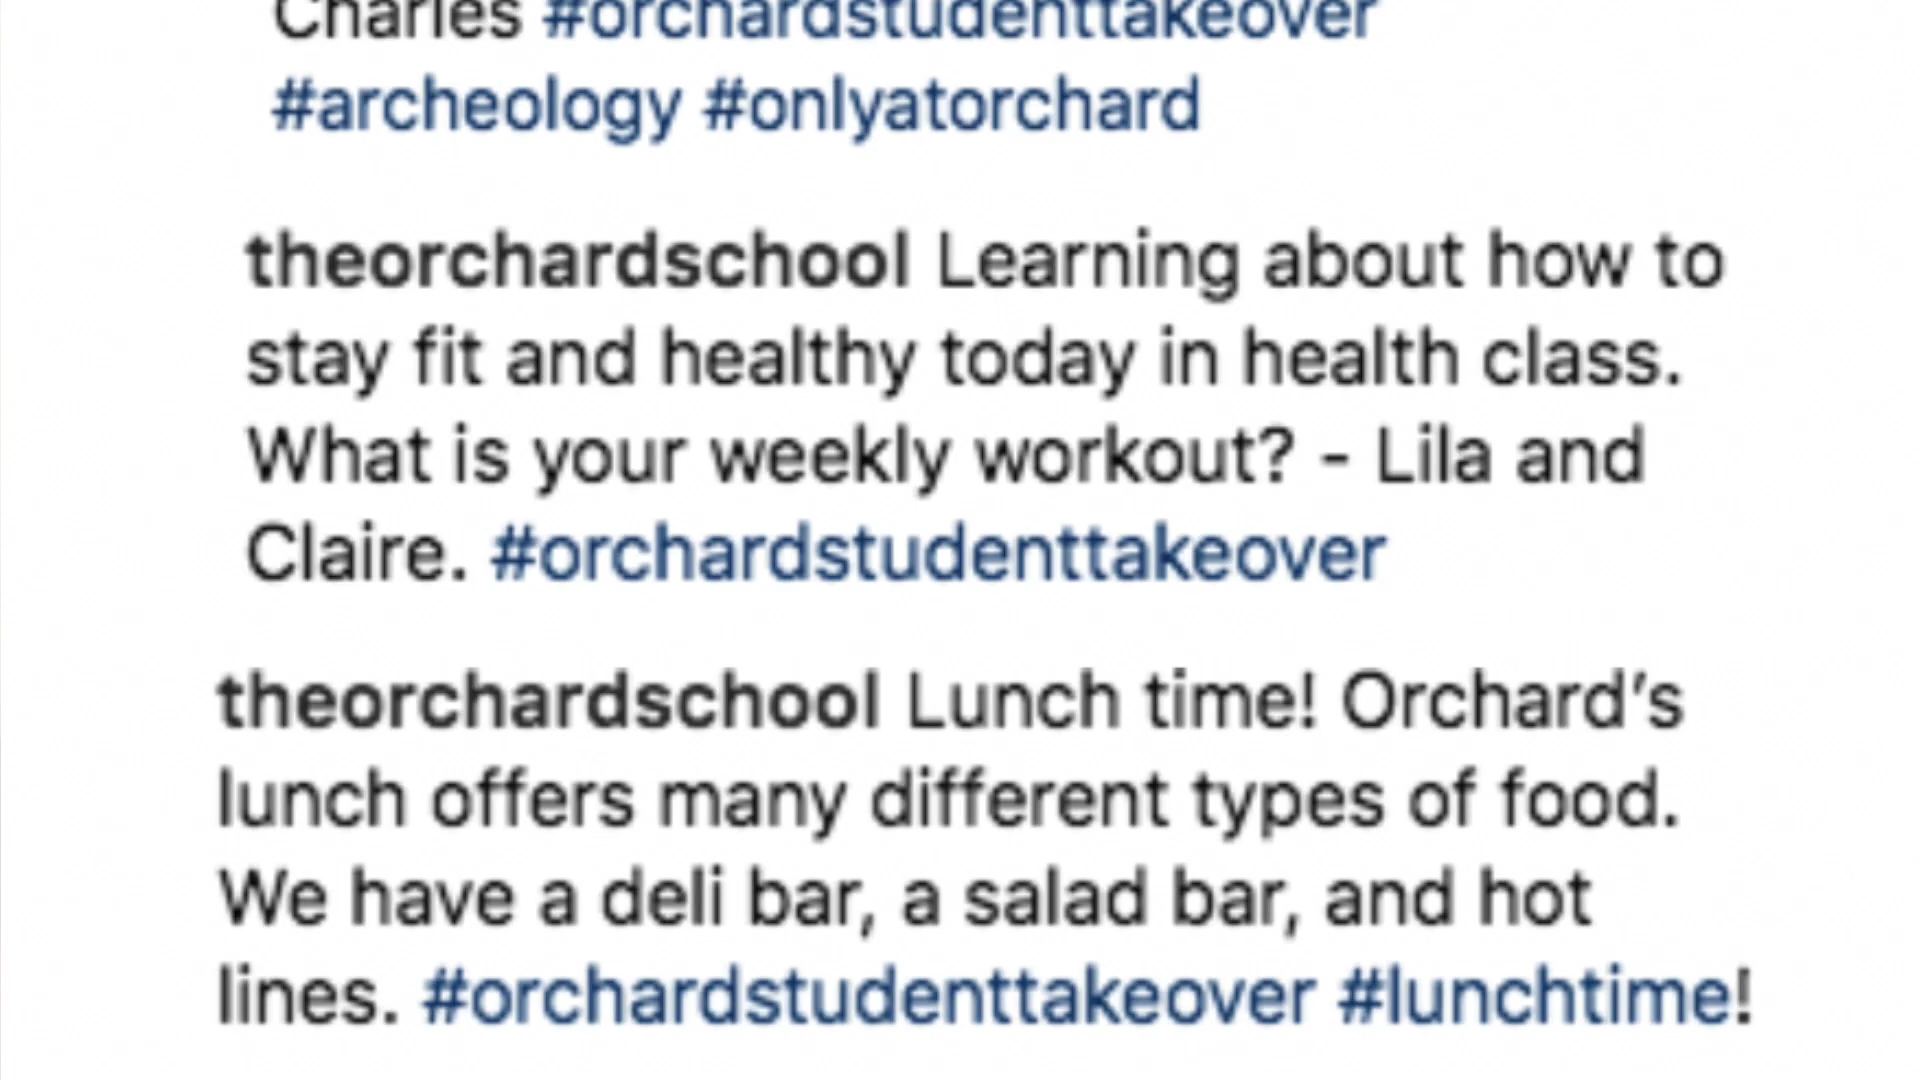 Charles #orchardstudenttakeover
#archeology #onlyatorchard
theorchardschool Learning about how to
stay fit and healthy today in health class.
What is your weekly workout? - Lila and
Claire. #orchardstudenttakeover
theorchardschool Lunch time! Orchard’s
lunch offers many different types of food.
We have a deli bar, a salad bar, and hot
lines. #orchardstudenttakeover #lunchtime!